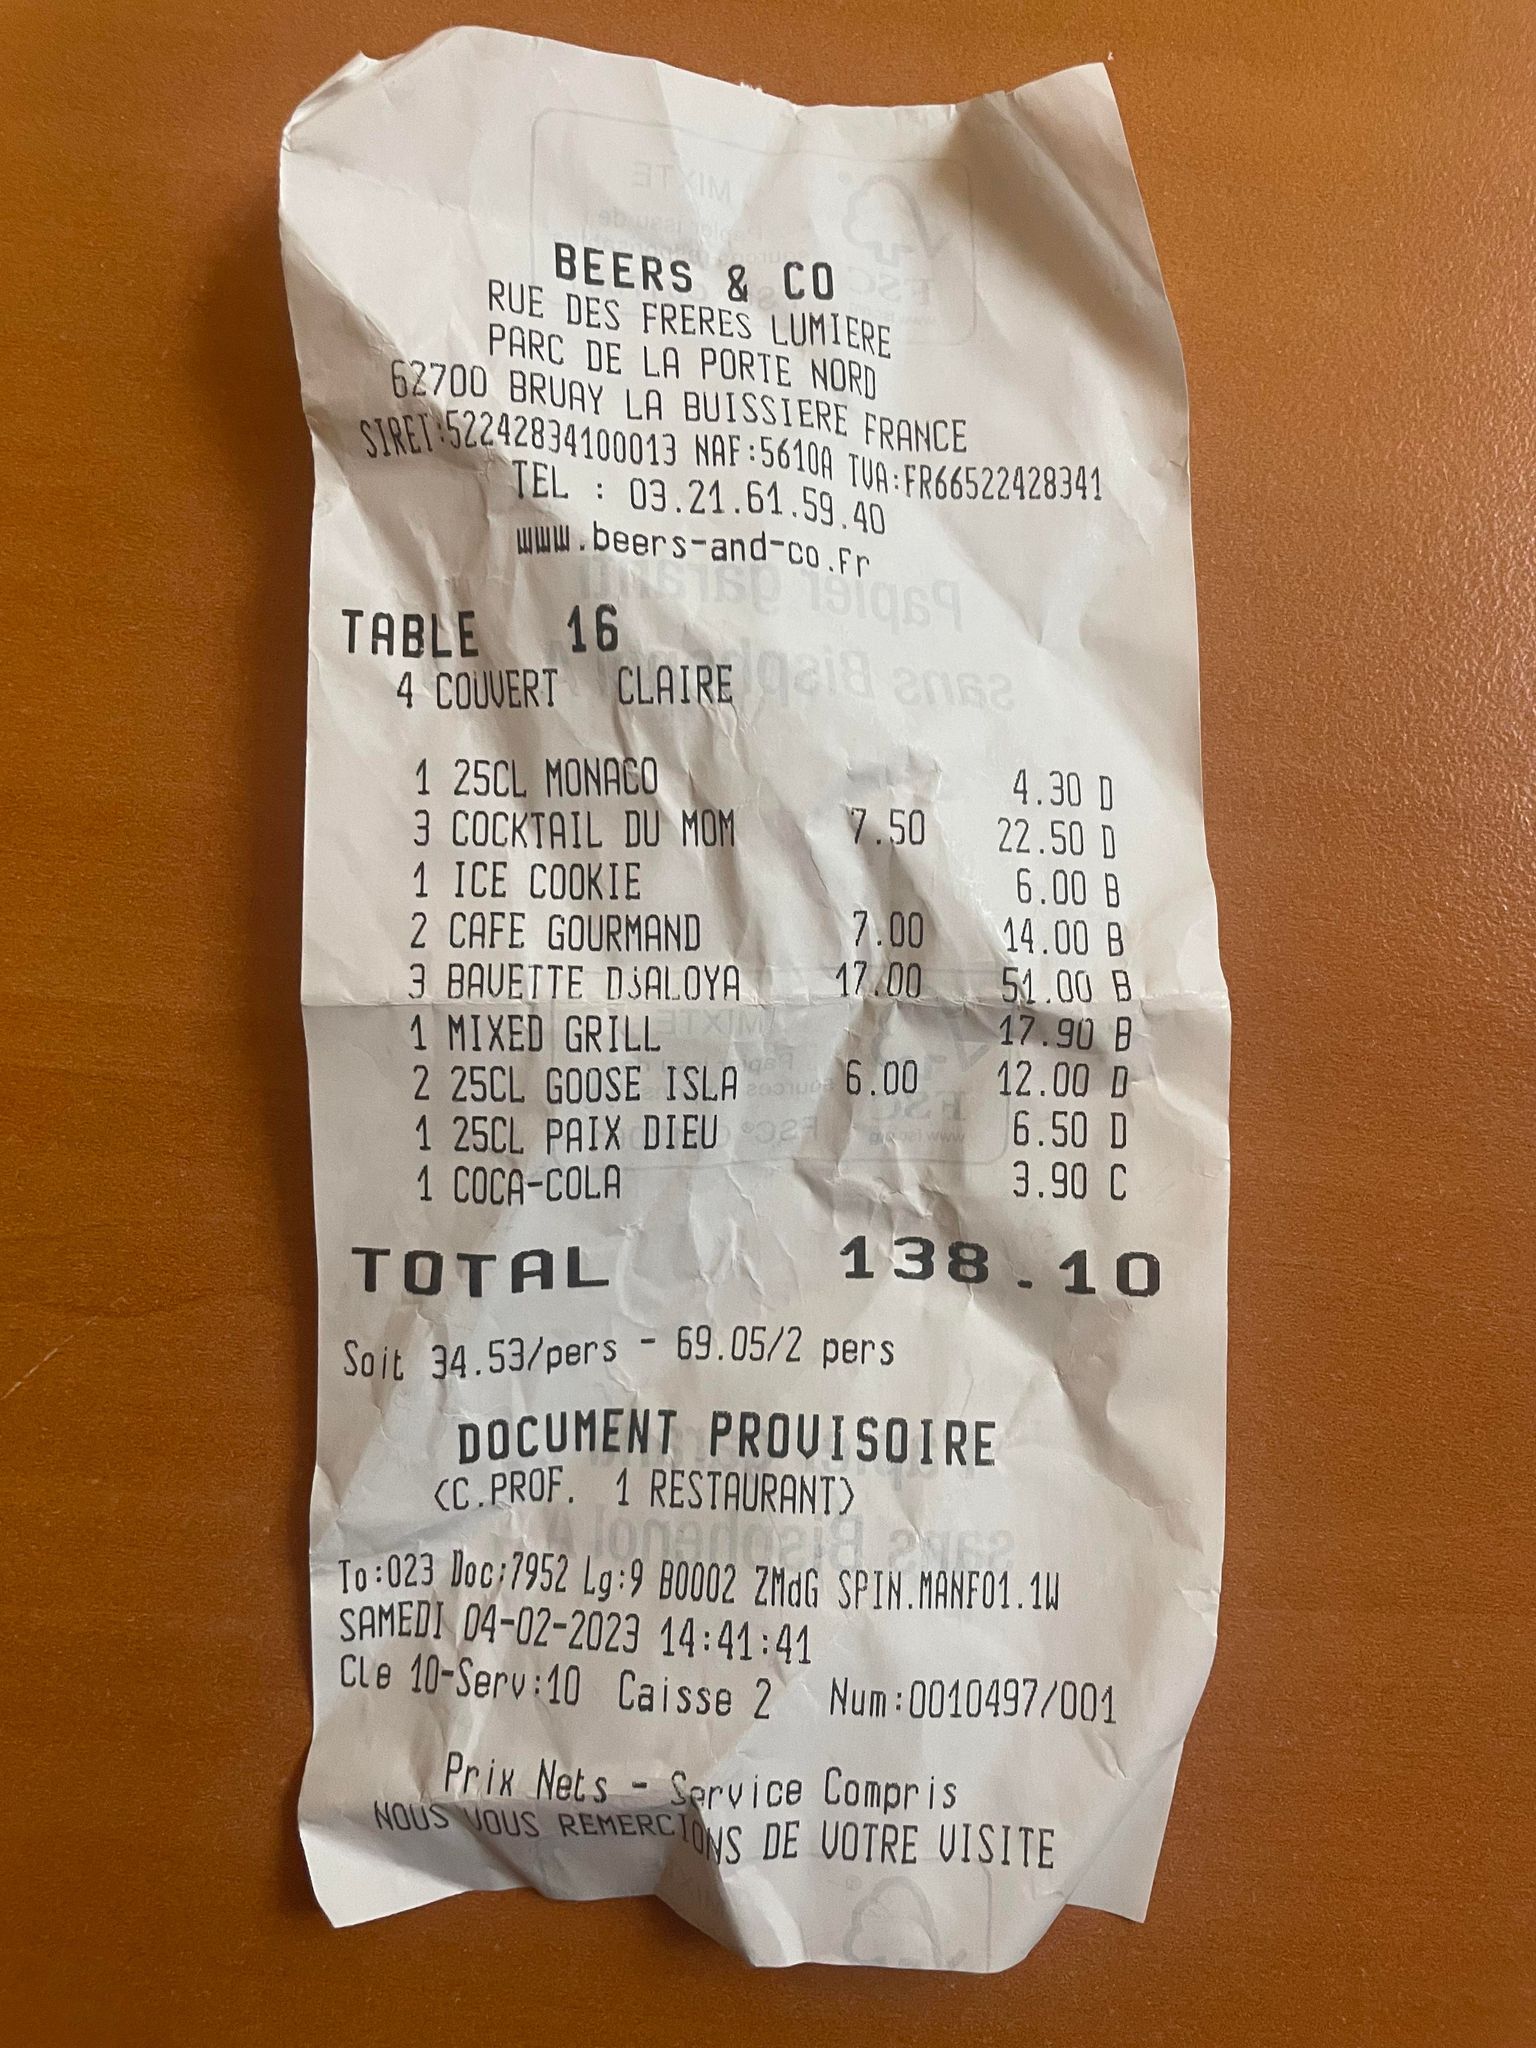 BEERS & CO
RUE DES FRERES LUMIERE
PARC DE LA PORTE NORD
62700 BRUAY LA BUISSIERE FRANCE
SIRET:52242834100013 NAF:5610A TVA:FR66522428341
TEL : 03.21.61.59.40
www.beers-and-co.fr
TABLE 16
4 COUVERT CLAIRE
1 25CL MONACO 4.30 D
3 COCKTAIL DU MOM 7.50 22.50 D
1 ICE COOKIE 6.00 B
2 CAFE GOURMAND 7.00 14.00 B
3 BAVETTE DjALOYA 17.00 51.00 B
1 MIXED GRILL 17.90 B
2 25CL GOOSE ISLA 6.00 12.00 D
1 25CL PAIX DIEU 6.50 D
1 COCA-COLA 3.90 C
TOTAL 138.10
Soit 34.53/pers - 69.05/2 pers
DOCUMENT PROVISOIRE
(C.PROF. 1 RESTAURANT)
To:023 Doc:7952 Lg:9 B0002 ZMdG SPIN.MANF01.1W
SAMEDI 04-02-2023 14:41:41
Cle 10-Serv:10 Caisse 2 Num:0010497/001
Prix Nets - Service Compris
NOUS VOUS REMERCIONS DE VOTRE VISITE